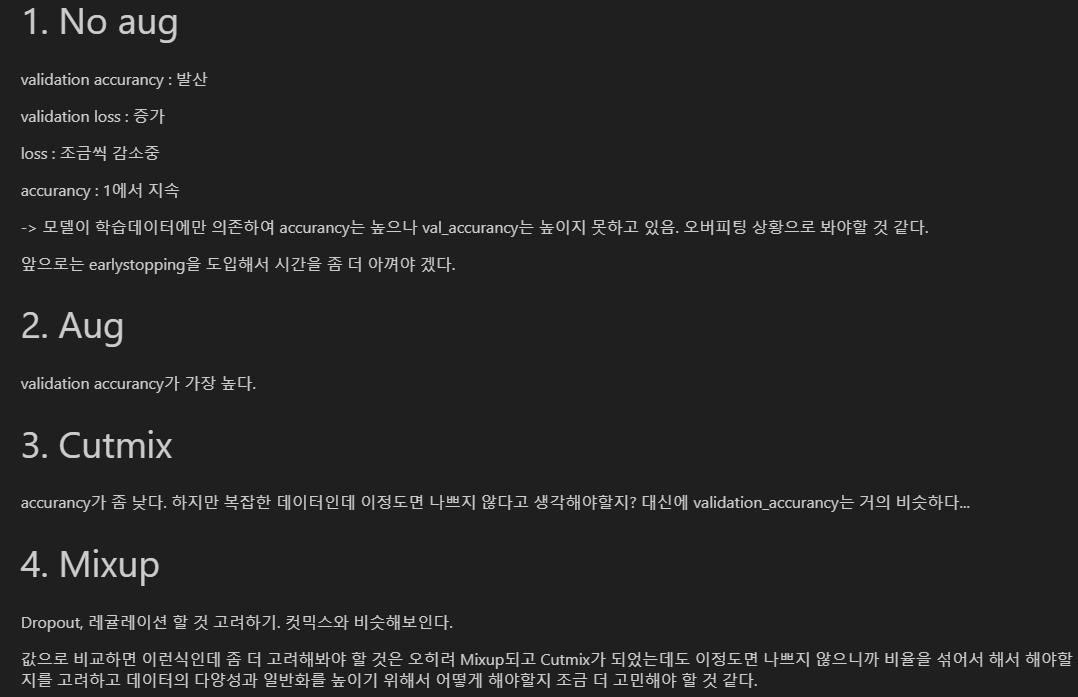 1. No aug
validation accurancy : 발산
validation loss : 증가
loss : 조금씩 감소중
accurancy : 1에서 지속
-> 모델이 학습데이터에만 의존하여 accurancy는 높으나 val_accurancy는 높이지 못하고 있음. 오버피팅 상황으로 봐야할 것 같다.
앞으로는 earlystopping을 도입해서 시간을 좀 더 아껴야 겠다.
2. Aug
validation accurancy가 가장 높다.
3. Cutmix
accurancy가 좀 낮다. 하지만 복잡한 데이터인데 이정도면 나쁘지 않다고 생각해야할지? 대신에 validation_accurancy는 거의 비슷하다...
4. Mixup
Dropout, 레귤레이션 할 것 고려하기. 컷믹스와 비슷해보인다.
값으로 비교하면 이런식인데 좀 더 고려해봐야 할 것은 오히려 Mixup되고 Cutmix가 되었는데도 이정도면 나쁘지 않으니까 비율을 섞어서 해서 해야할
지를 고려하고 데이터의 다양성과 일반화를 높이기 위해서 어떻게 해야할지 조금 더 고민해야 할 것 같다.